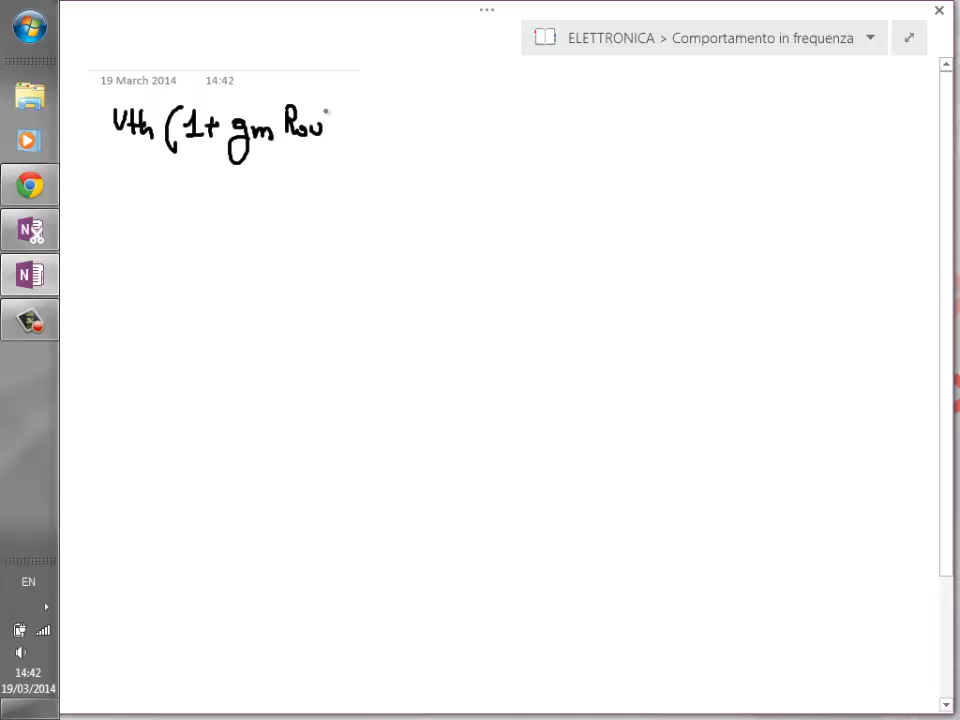 ELETTRONICA > Comportamento in frequenza
19 March 2014 14:42
Vth (1+ gm Rou
EN
14:42
19/03/2014